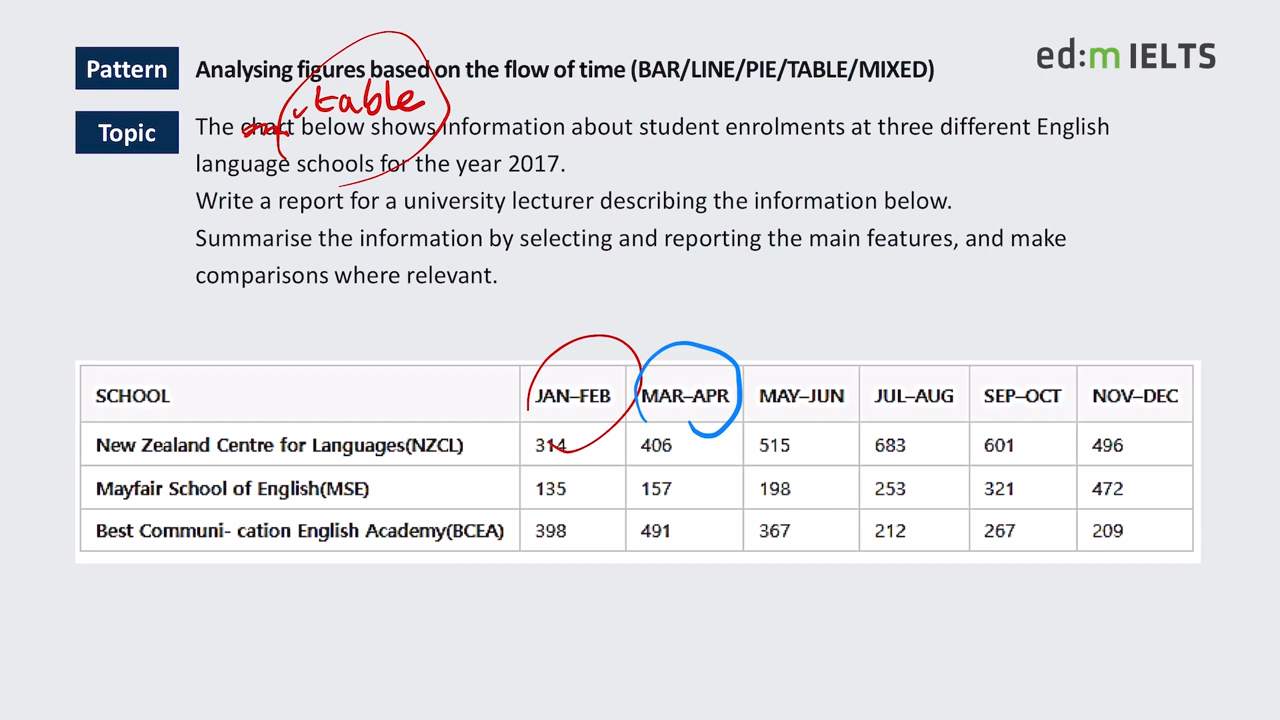 ed:m IELTS
Pattern
Analysing figures based on the flow of time (BAR/LINE/PIE/TABLE/MIXED)
table
Topic
The chart below shows information about student enrolments at three different English
language schools for the year 2017.
Write a report for a university lecturer describing the information below.
Summarise the information by selecting and reporting the main features, and make
comparisons where relevant.
SCHOOL JAN–FEB MAR–APR MAY–JUN JUL–AUG SEP–OCT NOV–DEC
New Zealand Centre for Languages(NZCL) 314 406 515 683 601 496
Mayfair School of English(MSE) 135 157 198 253 321 472
Best Communi- cation English Academy(BCEA) 398 491 367 212 267 209